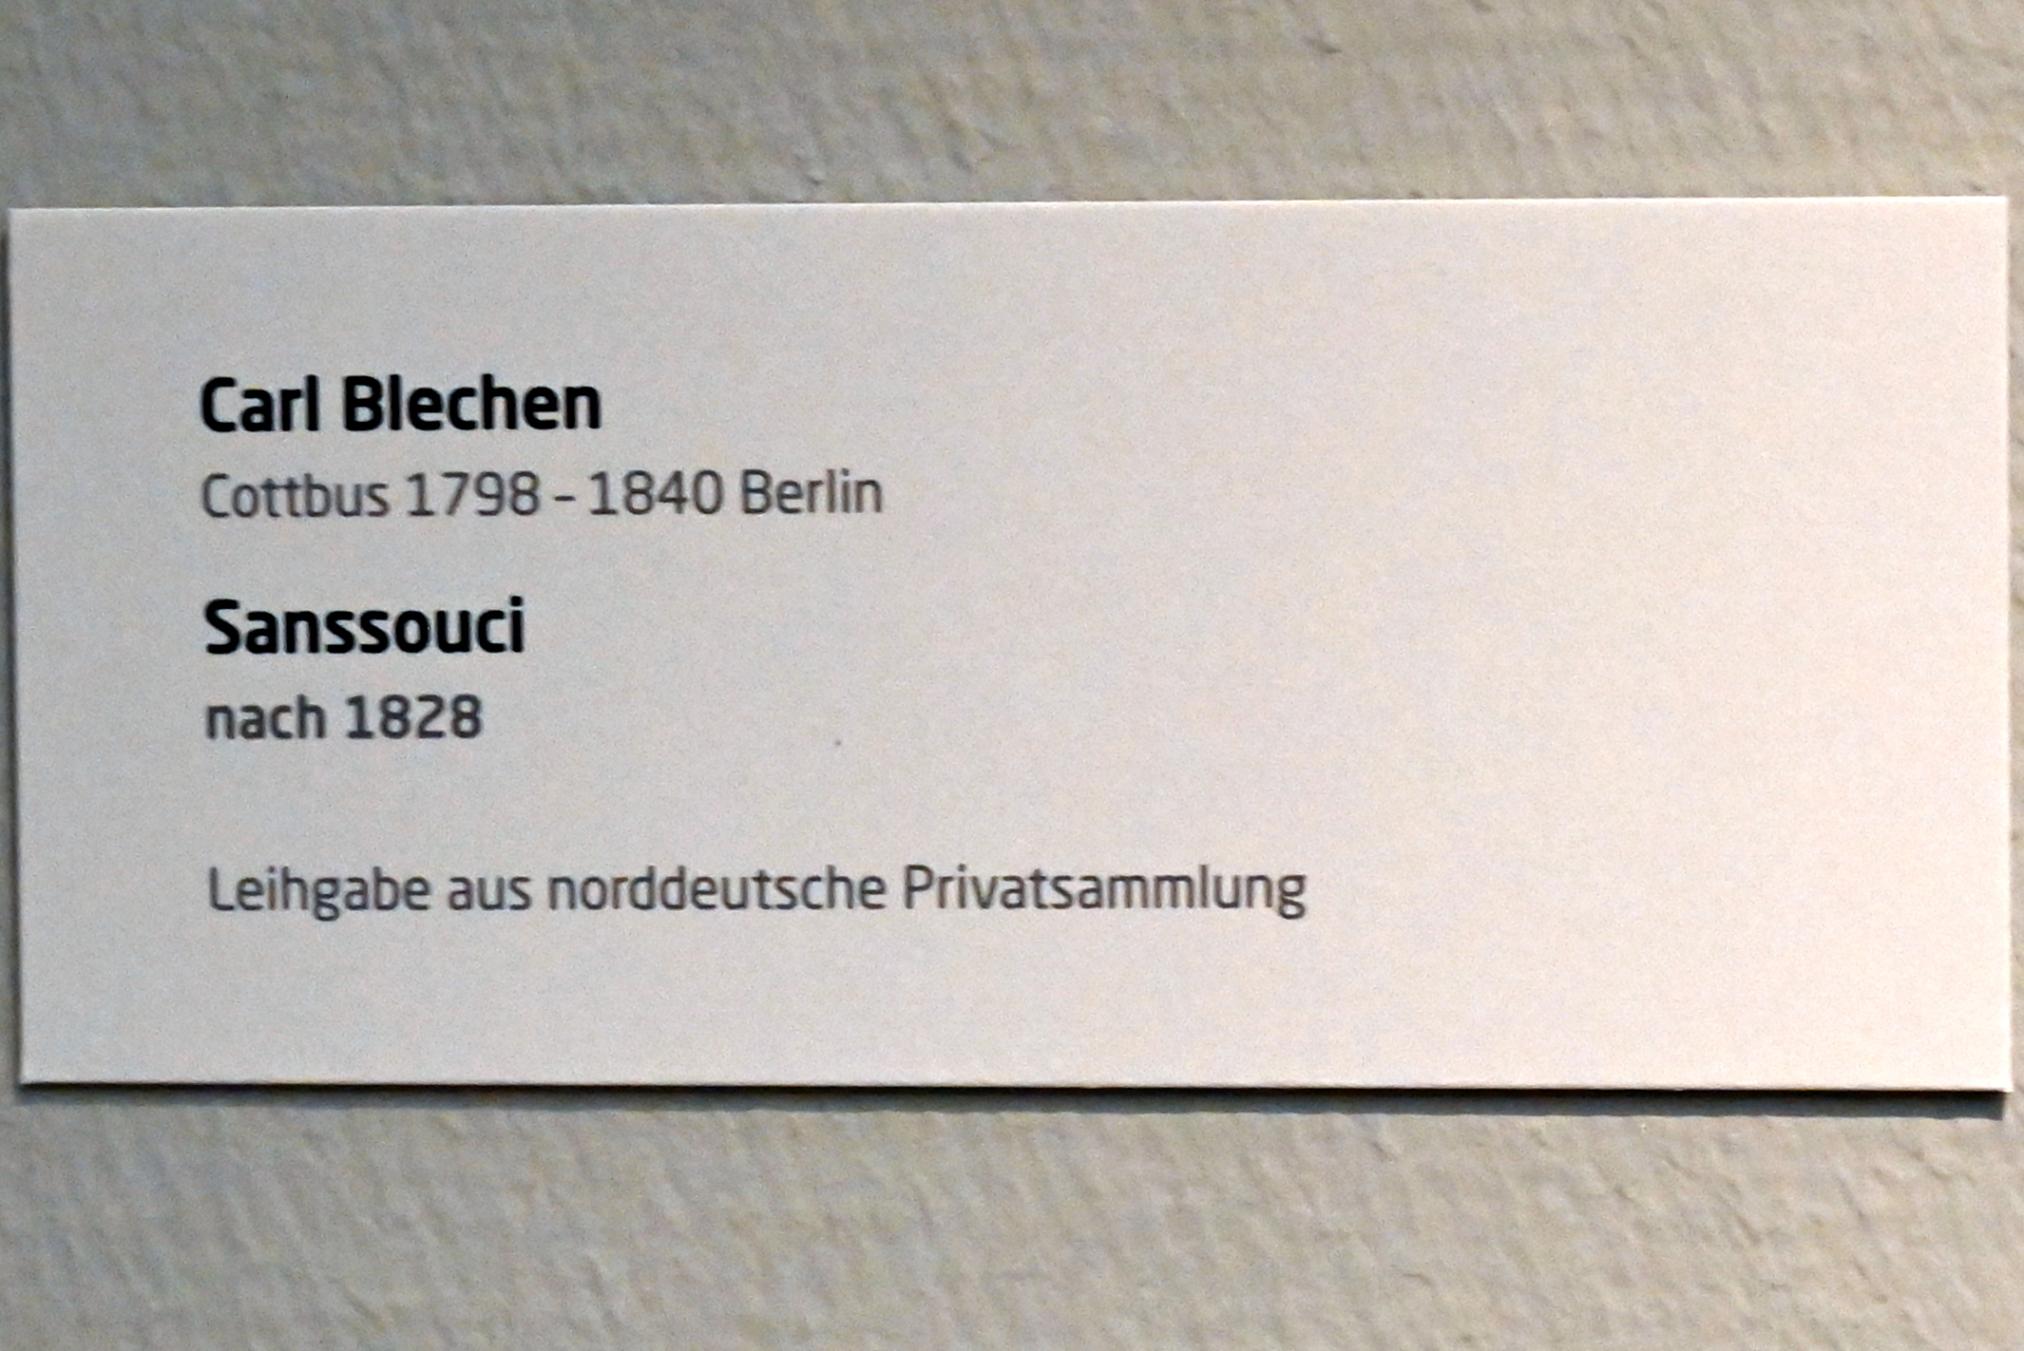 Carl Blechen
Cottbus 1798 – 1840 Berlin
Sanssouci
nach 1828
Leihgabe aus norddeutsche Privatsammlung